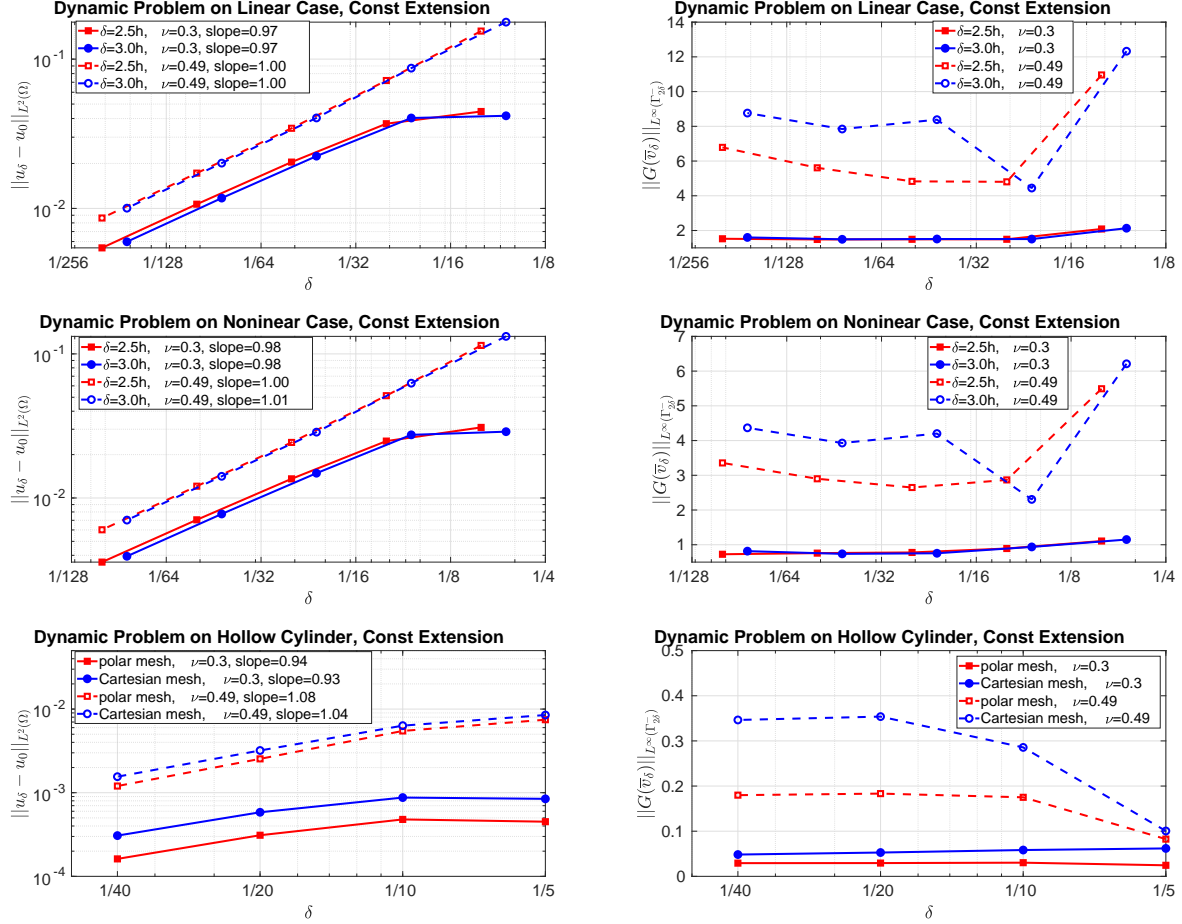 Dynamic Problem on Linear Case, Const Extension
δ=2.5h, ν=0.3, slope=0.97
δ=3.0h, ν=0.3, slope=0.97
δ=2.5h, ν=0.49, slope=1.00
δ=3.0h, ν=0.49, slope=1.00
10^{-1}
10^{-2}
||u_δ − u_0||_{L^2(Ω)}
1/256 1/128 1/64 1/32 1/16 1/8
δ
Dynamic Problem on Linear Case, Const Extension
δ=2.5h, ν=0.3
δ=3.0h, ν=0.3
δ=2.5h, ν=0.49
δ=3.0h, ν=0.49
14
12
10
8
6
4
2
||G(\overline{v}_δ)||_{L^∞(Γ^-_{2δ})}
1/256 1/128 1/64 1/32 1/16 1/8
δ
Dynamic Problem on Noninear Case, Const Extension
δ=2.5h, ν=0.3, slope=0.98
δ=3.0h, ν=0.3, slope=0.98
δ=2.5h, ν=0.49, slope=1.00
δ=3.0h, ν=0.49, slope=1.01
10^{-1}
10^{-2}
||u_δ − u_0||_{L^2(Ω)}
1/128 1/64 1/32 1/16 1/8 1/4
δ
Dynamic Problem on Noninear Case, Const Extension
δ=2.5h, ν=0.3
δ=3.0h, ν=0.3
δ=2.5h, ν=0.49
δ=3.0h, ν=0.49
7
6
5
4
3
2
1
||G(\overline{v}_δ)||_{L^∞(Γ^-_{2δ})}
1/128 1/64 1/32 1/16 1/8 1/4
δ
Dynamic Problem on Hollow Cylinder, Const Extension
polar mesh, ν=0.3, slope=0.94
Cartesian mesh, ν=0.3, slope=0.93
polar mesh, ν=0.49, slope=1.08
Cartesian mesh, ν=0.49, slope=1.04
10^{-2}
10^{-3}
10^{-4}
||u_δ − u_0||_{L^2(Ω)}
1/40 1/20 1/10 1/5
δ
Dynamic Problem on Hollow Cylinder, Const Extension
polar mesh, ν=0.3
Cartesian mesh, ν=0.3
polar mesh, ν=0.49
Cartesian mesh, ν=0.49
0.5
0.4
0.3
0.2
0.1
0
||G(\overline{v}_δ)||_{L^∞(Γ^-_{2δ})}
1/40 1/20 1/10 1/5
δ